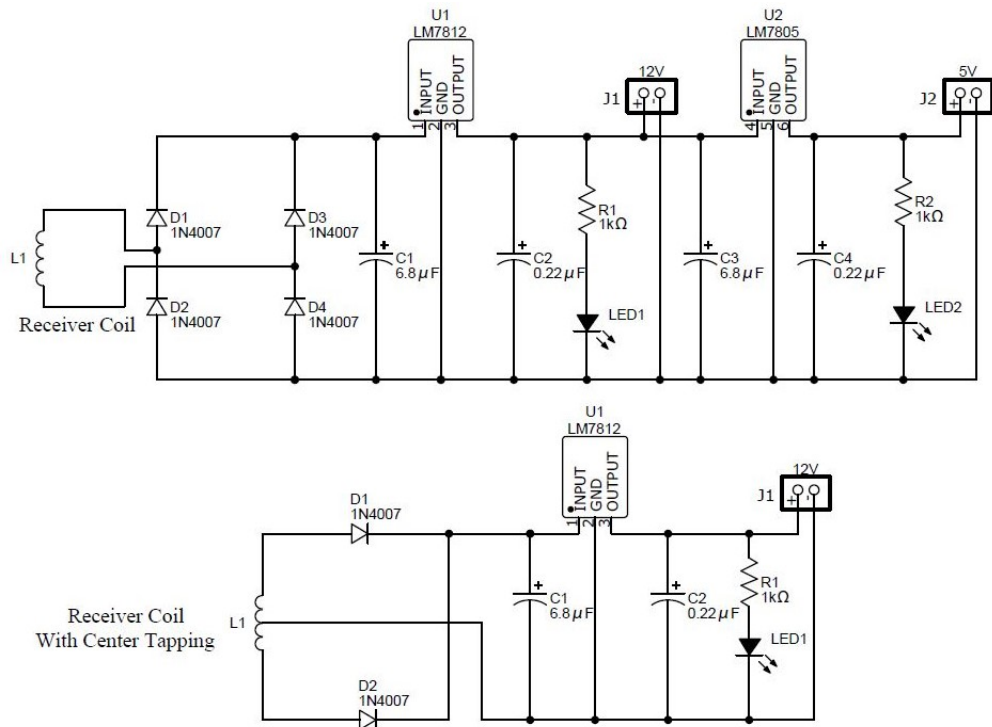 U1
LM7812
INPUT
GND
OUTPUT
1
2
3
U2
LM7805
INPUT
GND
OUTPUT
4
5
6
12V
J1
+
-
5V
J2
+
-
L1
Receiver Coil
D1
1N4007
D2
1N4007
D3
1N4007
D4
1N4007
+
C1
6.8µF
+
C2
0.22µF
R1
1kΩ
LED1
+
C3
6.8µF
+
C4
0.22µF
R2
1kΩ
LED2
U1
LM7812
INPUT
GND
OUTPUT
1
2
3
12V
J1
+
-
D1
1N4007
Receiver Coil
With Center Tapping
L1
D2
1N4007
+
C1
6.8µF
+
C2
0.22µF
R1
1kΩ
LED1